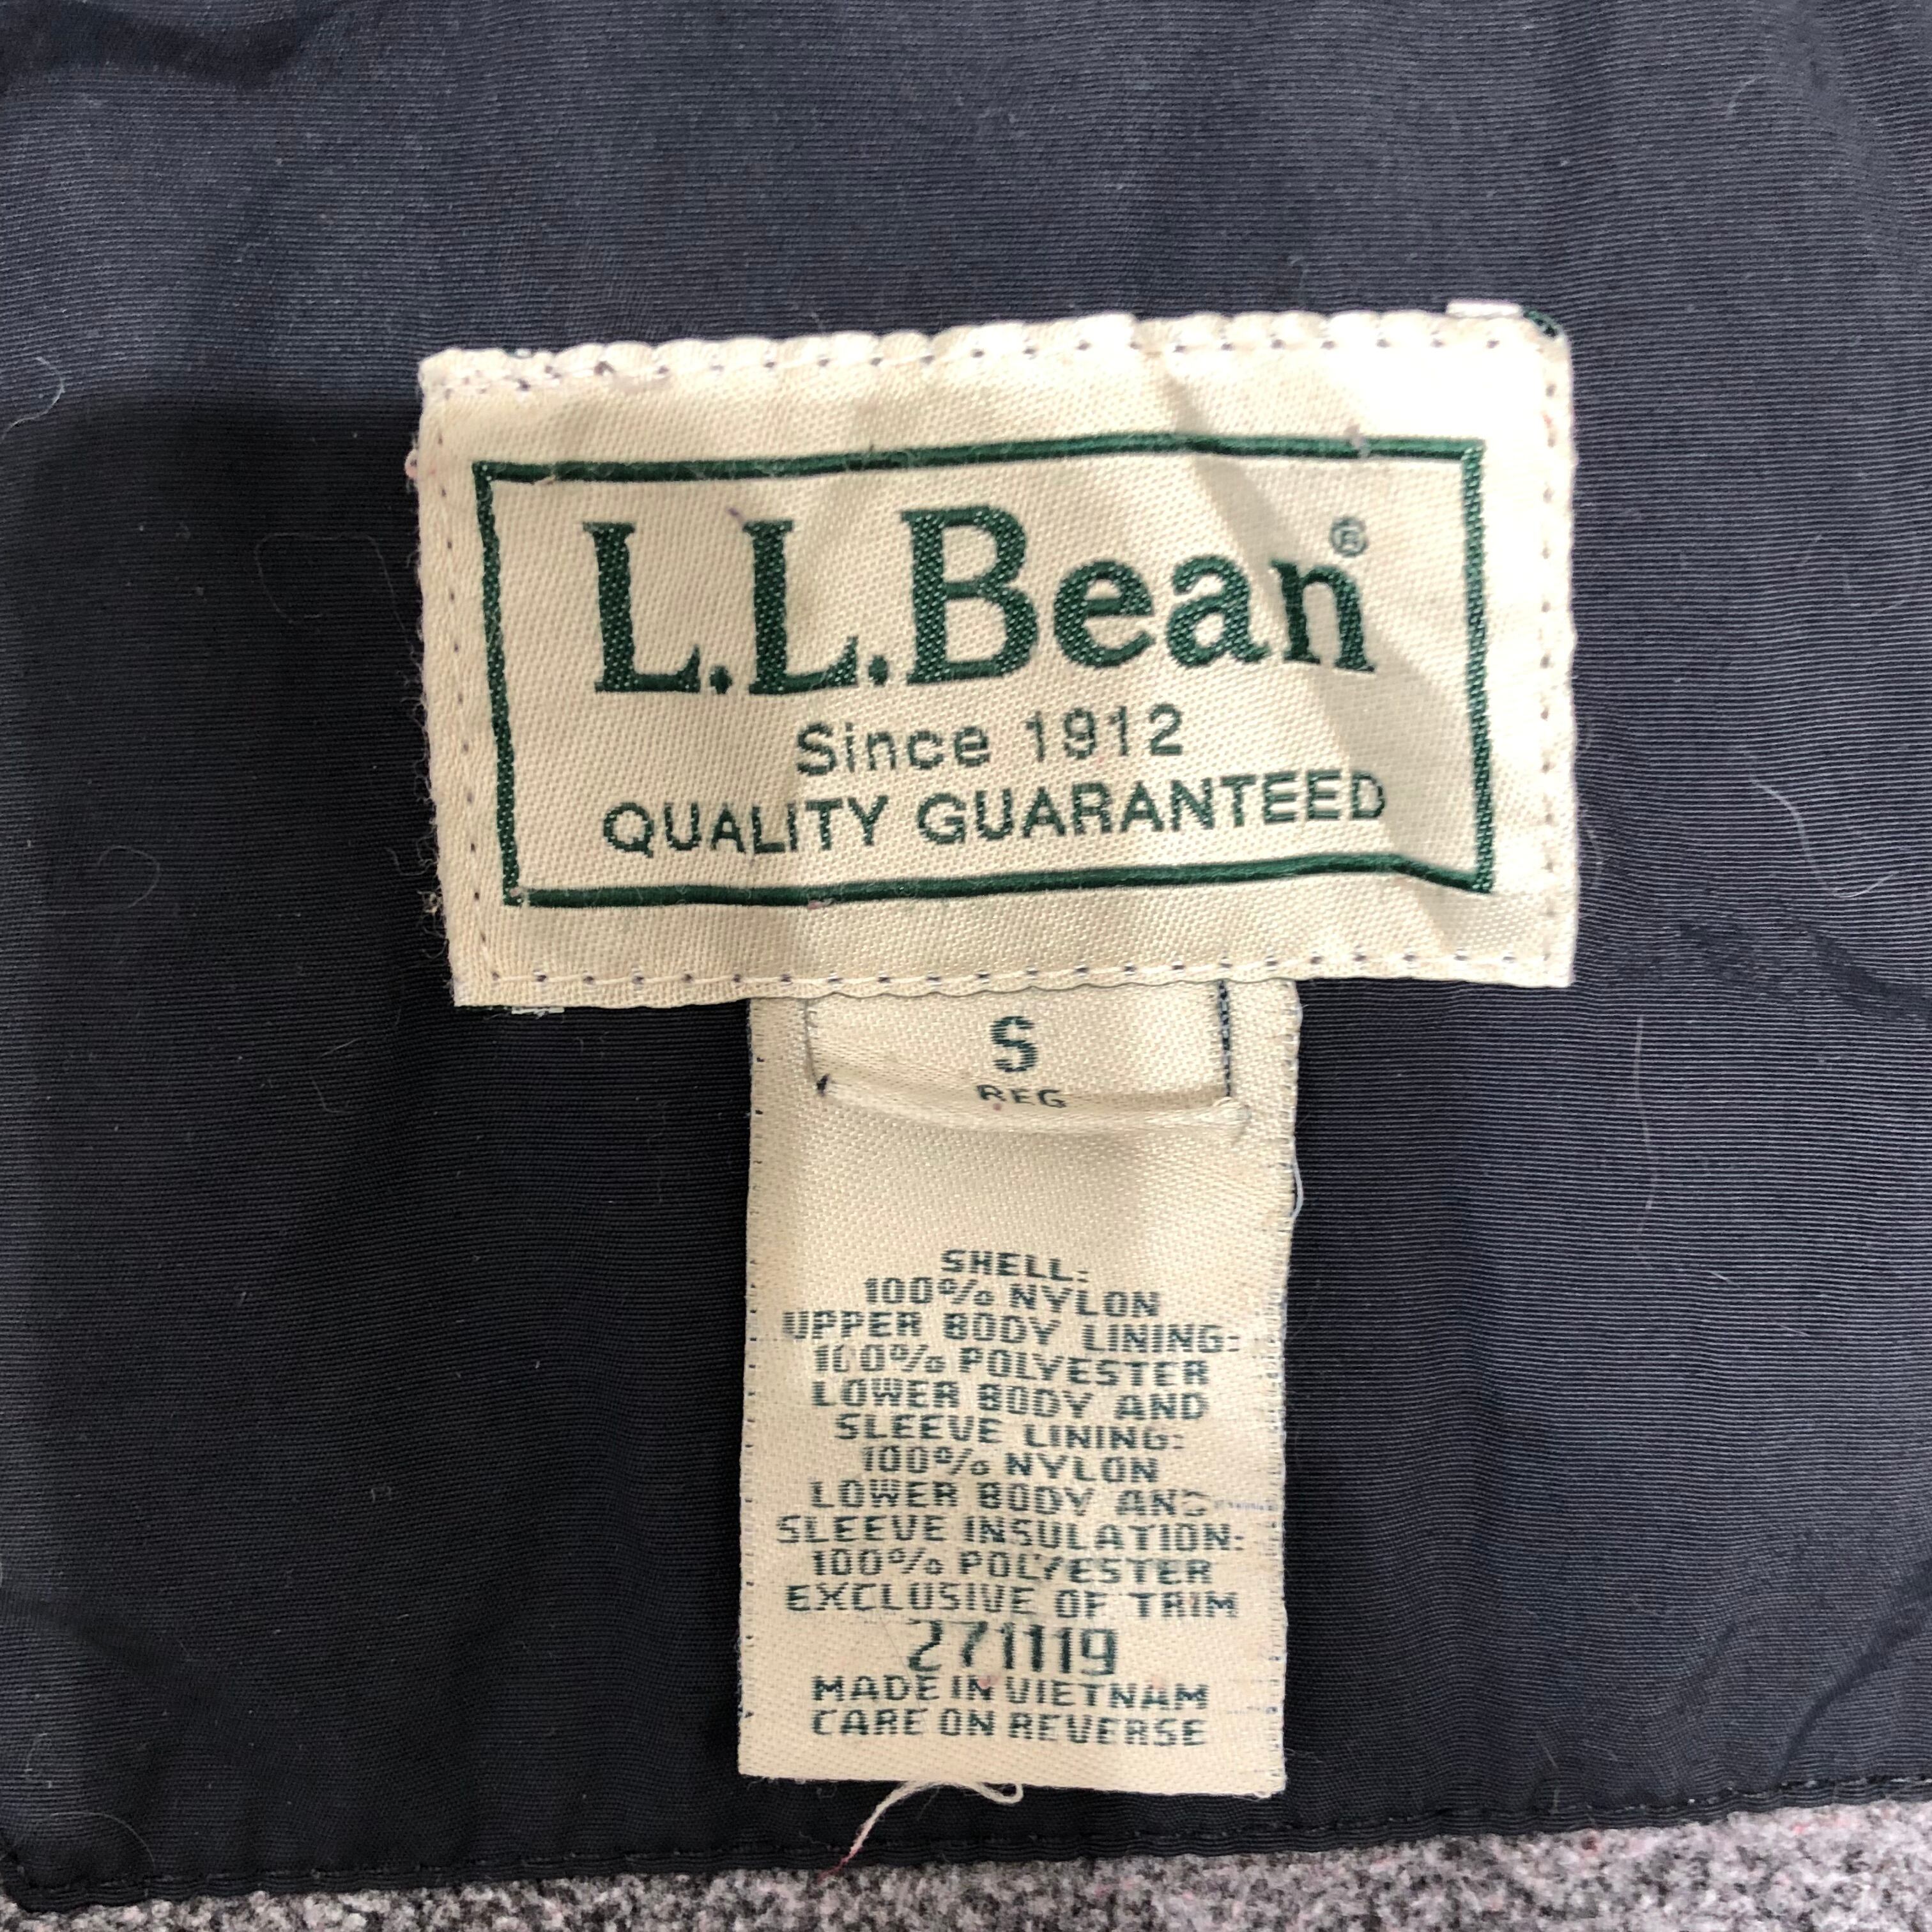 L.L.Bean®
Since 1912
QUALITY GUARANTEED
S
REG
SHELL:
100% NYLON
UPPER BODY LINING:
100% POLYESTER
LOWER BODY AND
SLEEVE LINING:
100% NYLON
LOWER BODY AND
SLEEVE INSULATION:
100% POLYESTER
EXCLUSIVE OF TRIM
271119
MADE IN VIETNAM
CARE ON REVERSE